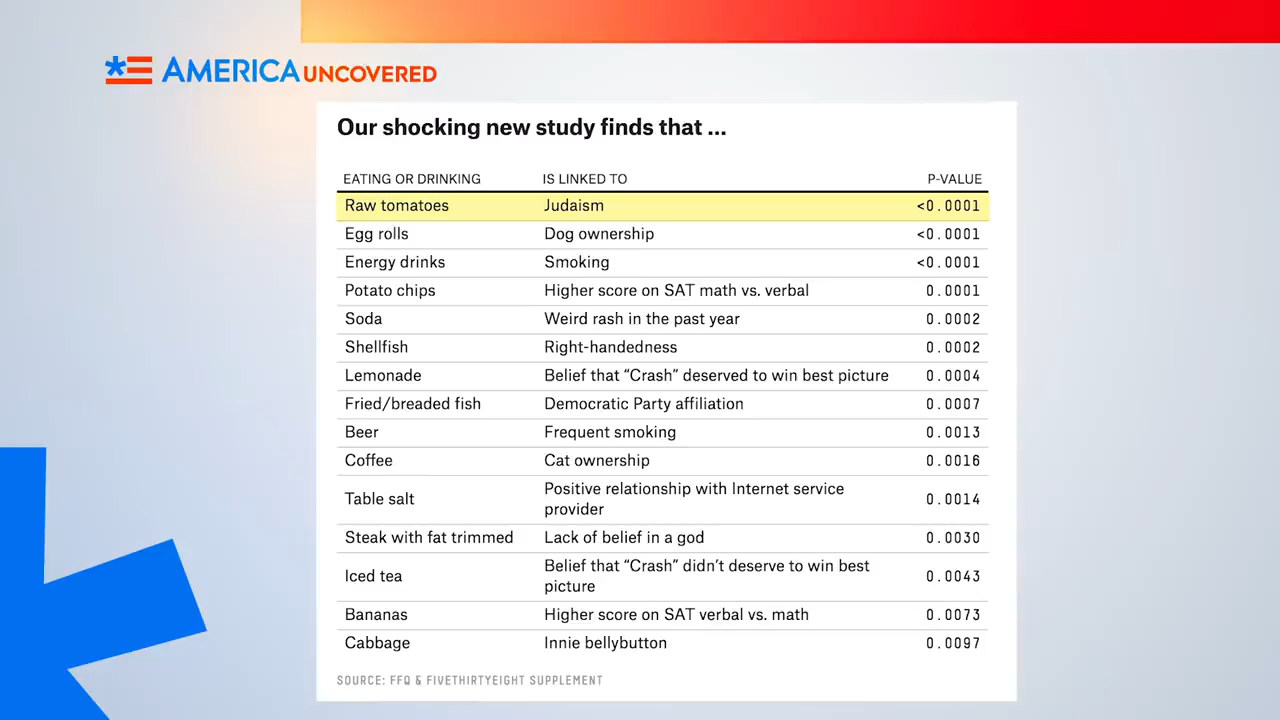 AMERICA UNCOVERED
Our shocking new study finds that ...
EATING OR DRINKING IS LINKED TO P-VALUE
Raw tomatoes Judaism <0.0001
Egg rolls Dog ownership <0.0001
Energy drinks Smoking <0.0001
Potato chips Higher score on SAT math vs. verbal 0.0001
Soda Weird rash in the past year 0.0002
Shellfish Right-handedness 0.0002
Lemonade Belief that “Crash” deserved to win best picture 0.0004
Fried/breaded fish Democratic Party affiliation 0.0007
Beer Frequent smoking 0.0013
Coffee Cat ownership 0.0016
Table salt Positive relationship with Internet service
provider 0.0014
Steak with fat trimmed Lack of belief in a god 0.0030
Iced tea Belief that “Crash” didn’t deserve to win best
picture 0.0043
Bananas Higher score on SAT verbal vs. math 0.0073
Cabbage Innie bellybutton 0.0097
SOURCE: FFQ & FIVETHIRTYEIGHT SUPPLEMENT